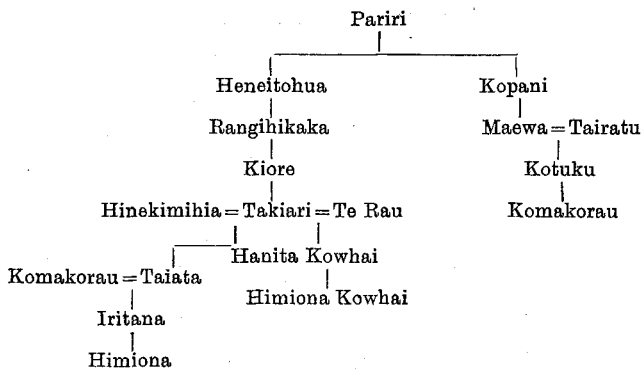 Pariri
Heneitohua Kopani
Rangihikaka Maewa = Tairatu
Kiore Kotuku
Hinekimihia = Takiari = Te Rau Komakorau
Hanita Kowhai
Komakorau = Taiata Himiona Kowhai
Iritana
Himiona